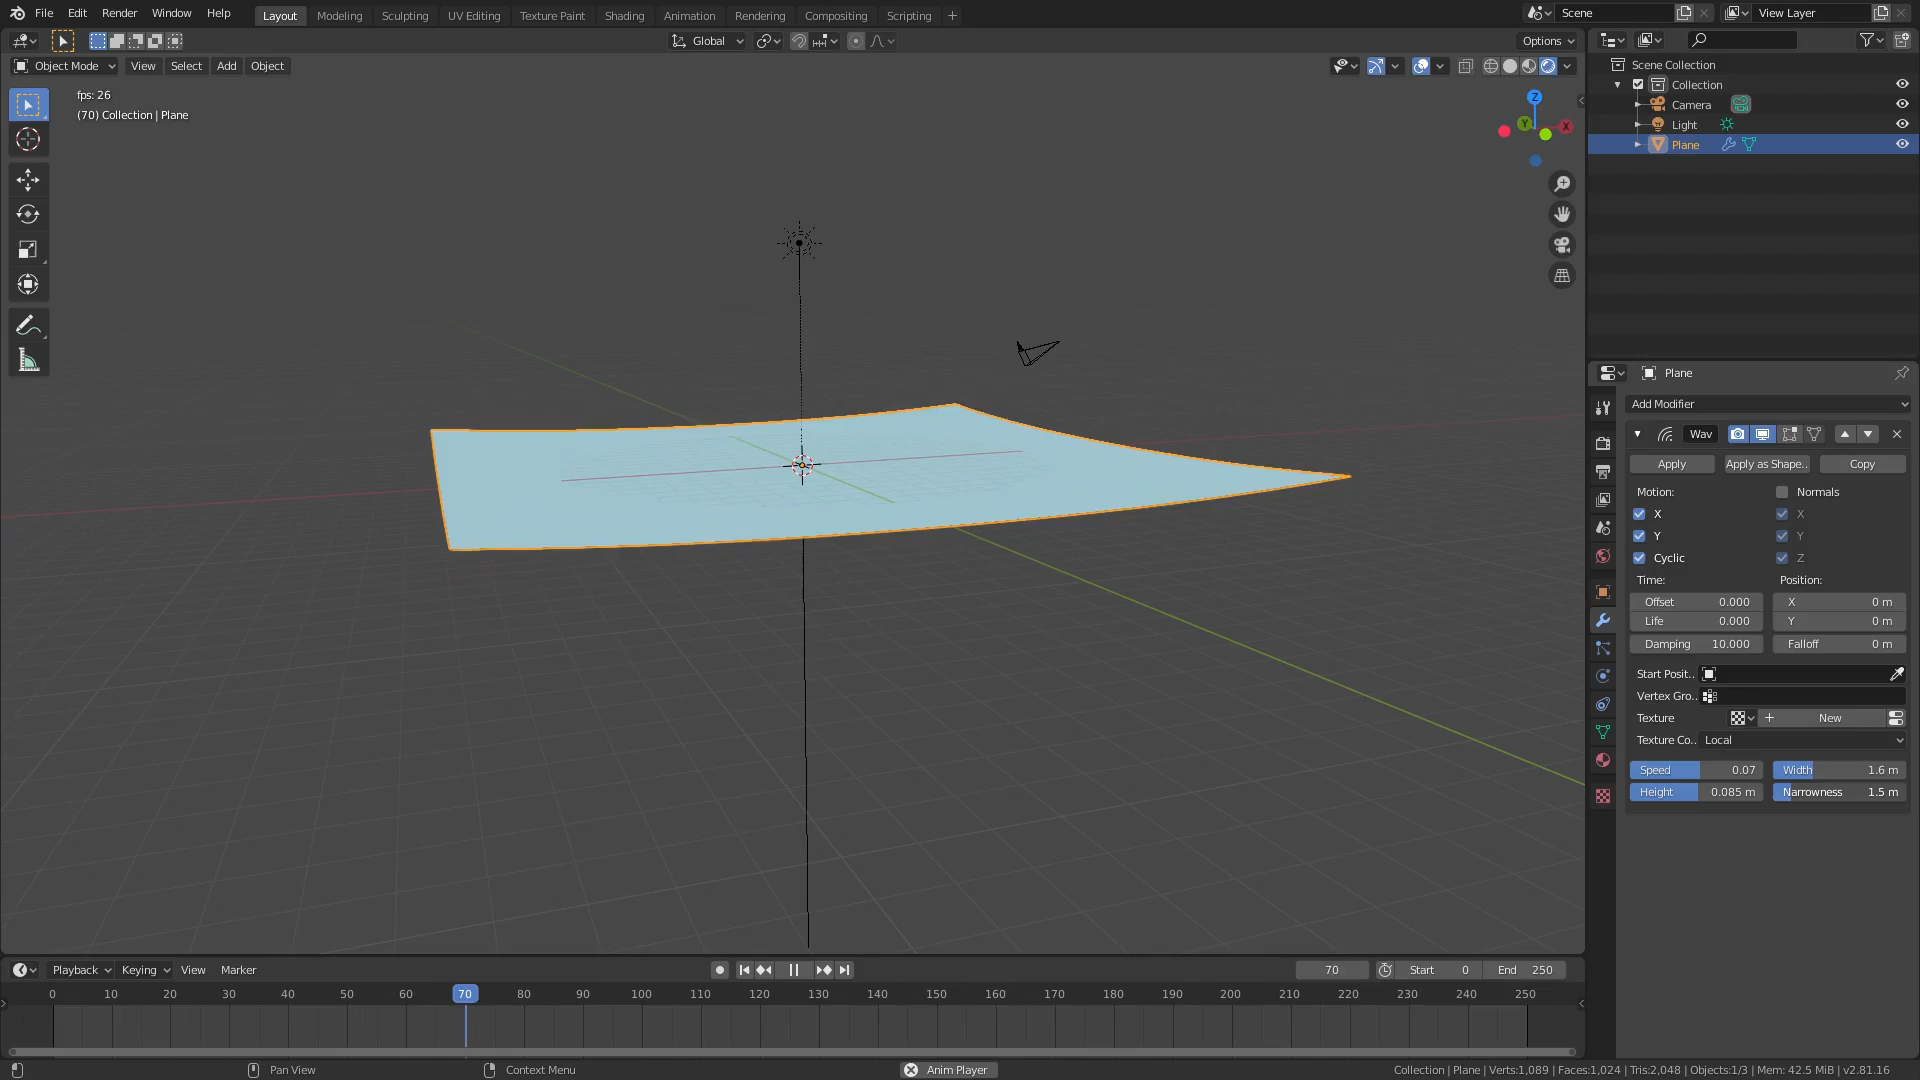 File Edit Render Window Help Layout Modeling Sculpting UV Editing Texture Paint Shading Animation Rendering Compositing Scripting + Scene View Layer
Global Options
Object Mode View Select Add Object
fps: 26
(70) Collection | Plane
Z
Y
X
Scene Collection
Collection
Camera
Light
Plane
Plane
Add Modifier
Wav
Apply Apply as Shape.. Copy
Motion: Normals
X X
Y Y
Cyclic Z
Time: Position:
Offset 0.000 X 0 m
Life 0.000 Y 0 m
Damping 10.000 Falloff 0 m
Start Posit..
Vertex Gro..
Texture New
Texture Co.. Local
Speed 0.07 Width 1.6 m
Height 0.085 m Narrowness 1.5 m
Playback Keying View Marker 70 Start 0 End 250
0 10 20 30 40 50 60 70 80 90 100 110 120 130 140 150 160 170 180 190 200 210 220 230 240 250
Pan View Context Menu Anim Player Collection | Plane | Verts:1,089 | Faces:1,024 | Tris:2,048 | Objects:1/3 | Mem: 42.5 MiB | v2.81.16